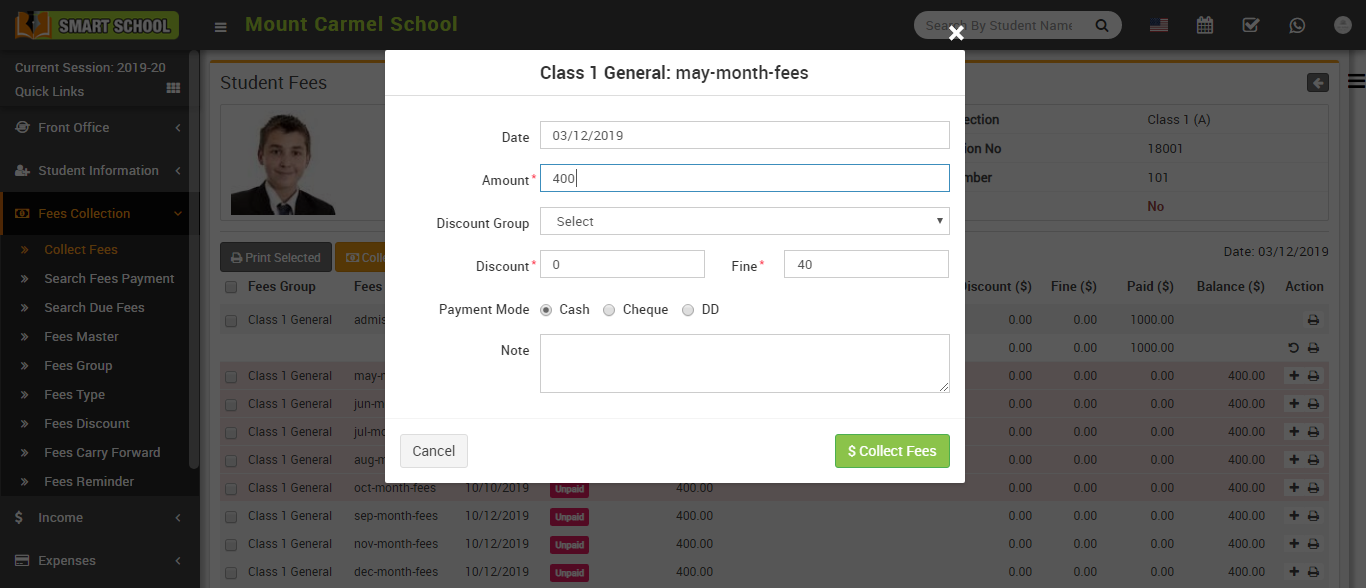 SMART SCHOOL
Mount Carmel School
Search By Student Name
Current Session: 2019-20
Quick Links
Front Office
Student Information
Fees Collection
Collect Fees
Search Fees Payment
Search Due Fees
Fees Master
Fees Group
Fees Type
Fees Discount
Fees Carry Forward
Fees Reminder
Income
Expenses
Student Fees
Class 1 (A)
18001
101
No
Print Selected
Date: 03/12/2019
Fees Group Fees Fine ($) Paid ($) Balance ($) Action
Class 1 General 0.00 0.00 1000.00
0.00 0.00 1000.00
Class 1 General 0.00 0.00 0.00 400.00
Class 1 General 0.00 0.00 0.00 400.00
Class 1 General 0.00 0.00 0.00 400.00
Class 1 General 0.00 0.00 0.00 400.00
Class 1 General oct-month-fees 10/10/2019 Unpaid 400.00 0.00 0.00 0.00 400.00
Class 1 General sep-month-fees 10/12/2019 Unpaid 400.00 0.00 0.00 0.00 400.00
Class 1 General nov-month-fees 10/12/2019 Unpaid 400.00 0.00 0.00 0.00 400.00
Class 1 General dec-month-fees 10/12/2019 Unpaid 400.00 0.00 0.00 0.00 400.00
Class 1 General: may-month-fees
Date 03/12/2019
Amount* 400
Discount Group Select
Discount* 0 Fine* 40
Payment Mode Cash Cheque DD
Note
Cancel
$ Collect Fees